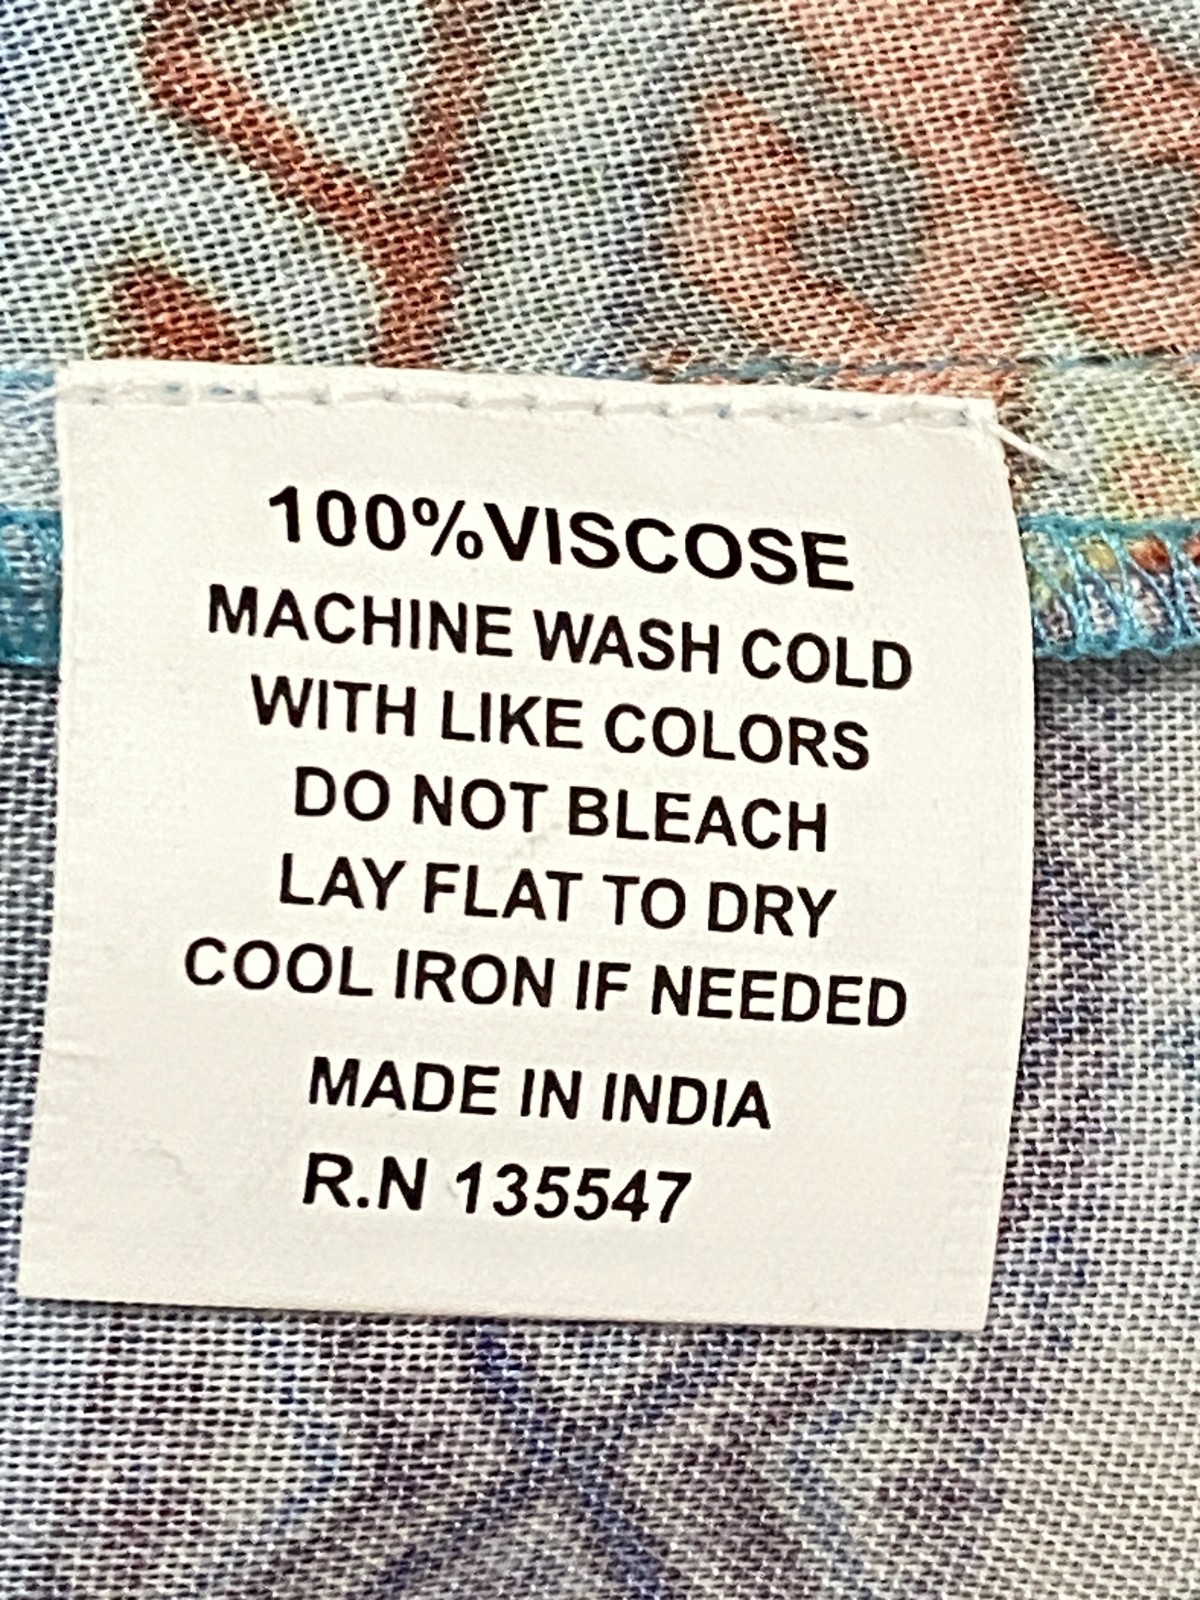 100%VISCOSE
MACHINE WASH COLD
WITH LIKE COLORS
DO NOT BLEACH
LAY FLAT TO DRY
COOL IRON IF NEEDED
MADE IN INDIA
R.N 135547